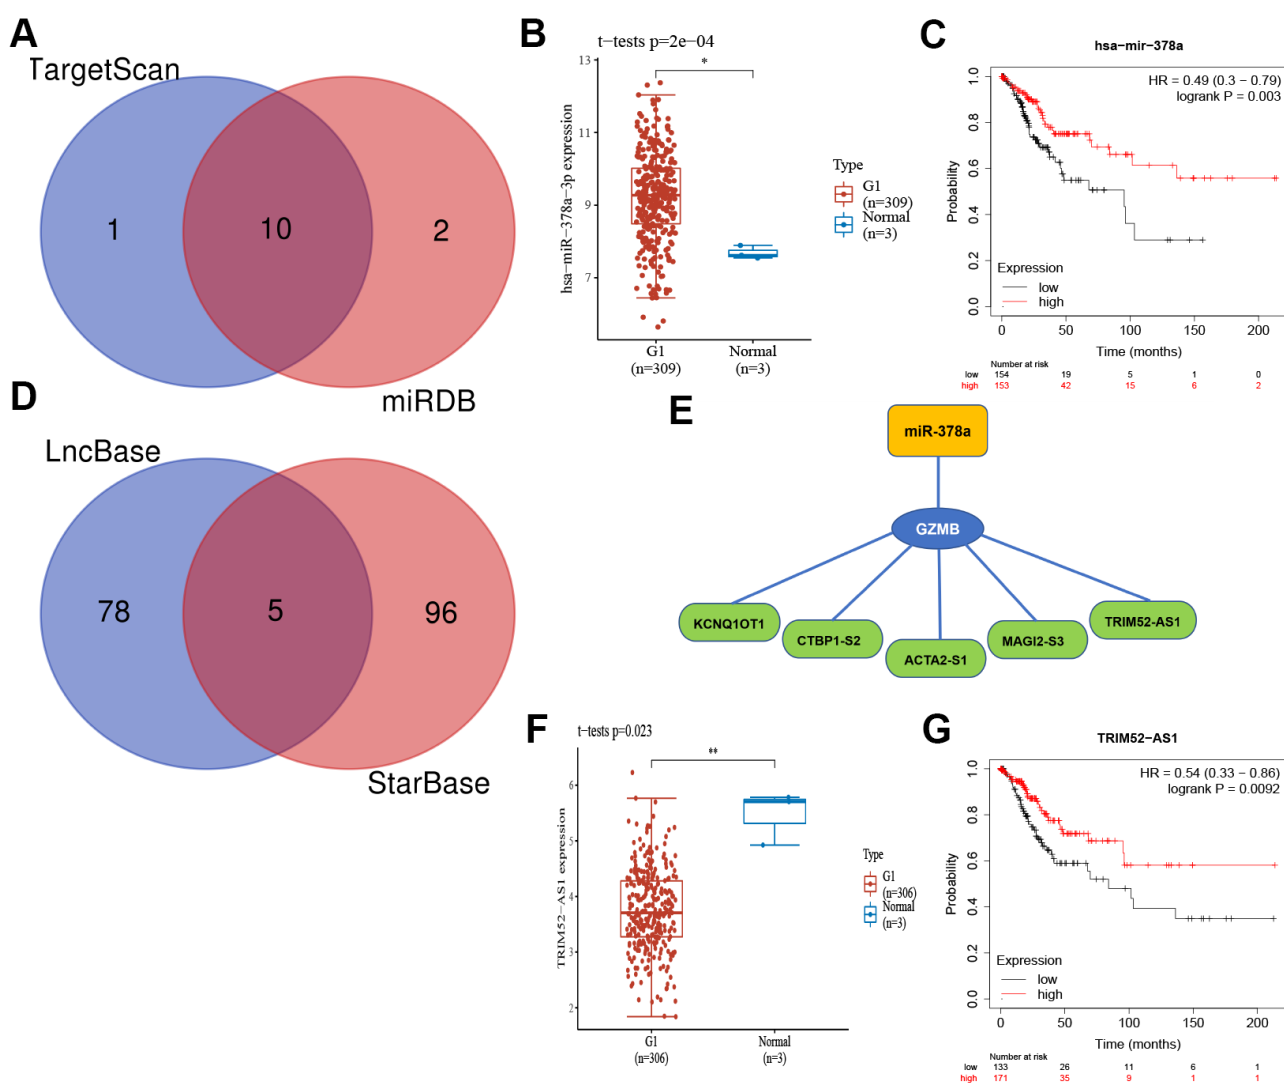 A
TargetScan
1
10
2
miRDB
B
t−tests p=2e−04
*
13
11
9
7
hsa−miR−378a−3p expression
G1
(n=309)
Normal
(n=3)
Type
G1
(n=309)
Normal
(n=3)
C
hsa−mir−378a
HR = 0.49 (0.3 − 0.79)
logrank P = 0.003
1.0
0.8
0.6
0.4
0.2
0.0
Probability
Expression
low
high
0 50 100 150 200
Time (months)
Number at risk
low 154 19 5 1 0
high 153 42 15 6 2
D
LncBase
78
5
96
StarBase
E
miR-378a
GZMB
KCNQ1OT1
CTBP1-S2
ACTA2-S1
MAGI2-S3
TRIM52-AS1
F
t−tests p=0.023
**
6
5
4
3
2
TRIM52−AS1 expression
G1
(n=306)
Normal
(n=3)
Type
G1
(n=306)
Normal
(n=3)
G
TRIM52−AS1
HR = 0.54 (0.33 − 0.86)
logrank P = 0.0092
1.0
0.8
0.6
0.4
0.2
0.0
Probability
Expression
low
high
0 50 100 150 200
Time (months)
Number at risk
low 133 26 11 6 1
high 171 35 9 1 1